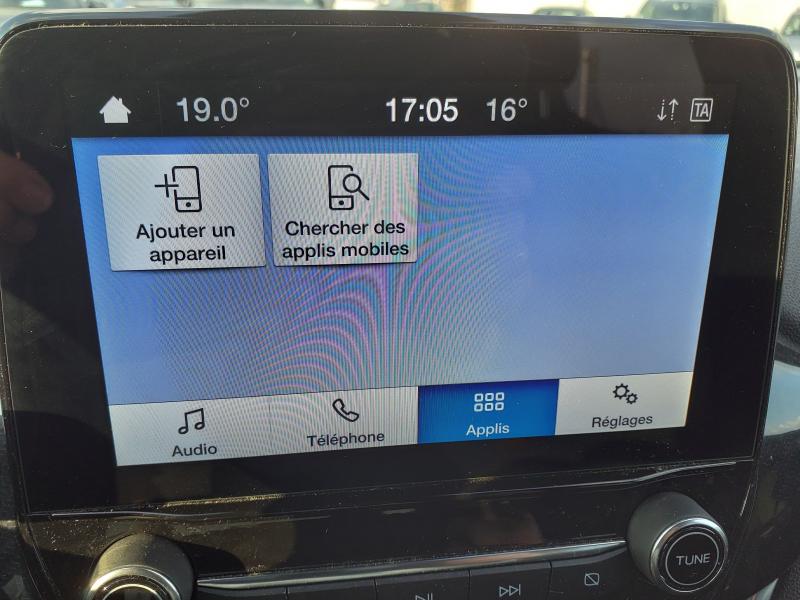 19.0° 17:05 16° TA
Ajouter un
appareil
Chercher des
applis mobiles
Audio Téléphone Applis Réglages
TUNE